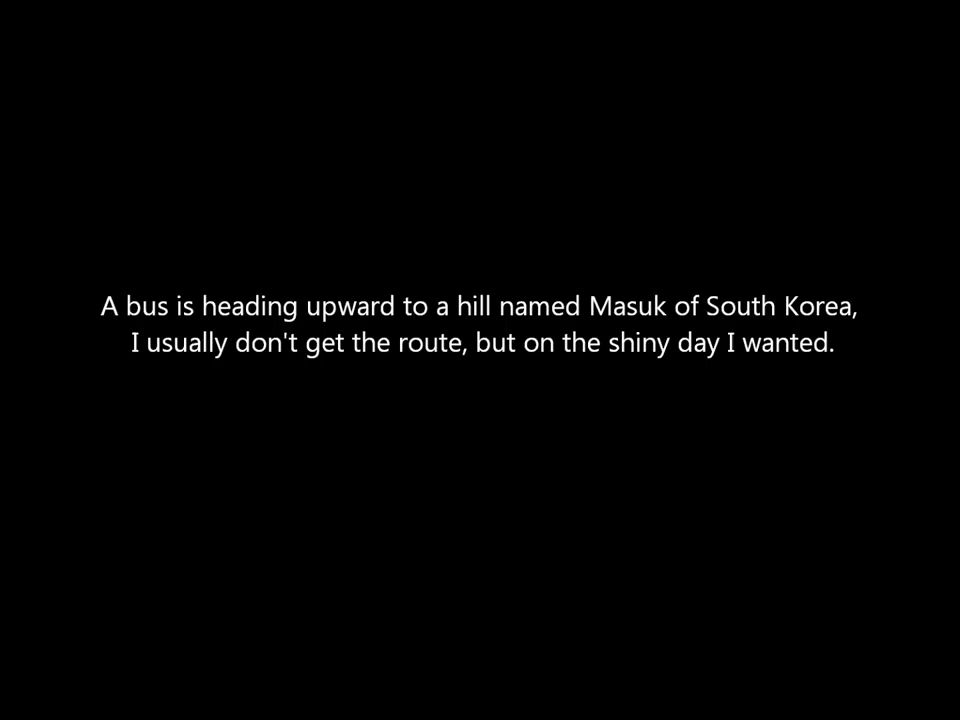 A bus is heading upward to a hill named Masuk of South Korea,
I usually don't get the route, but on the shiny day I wanted.